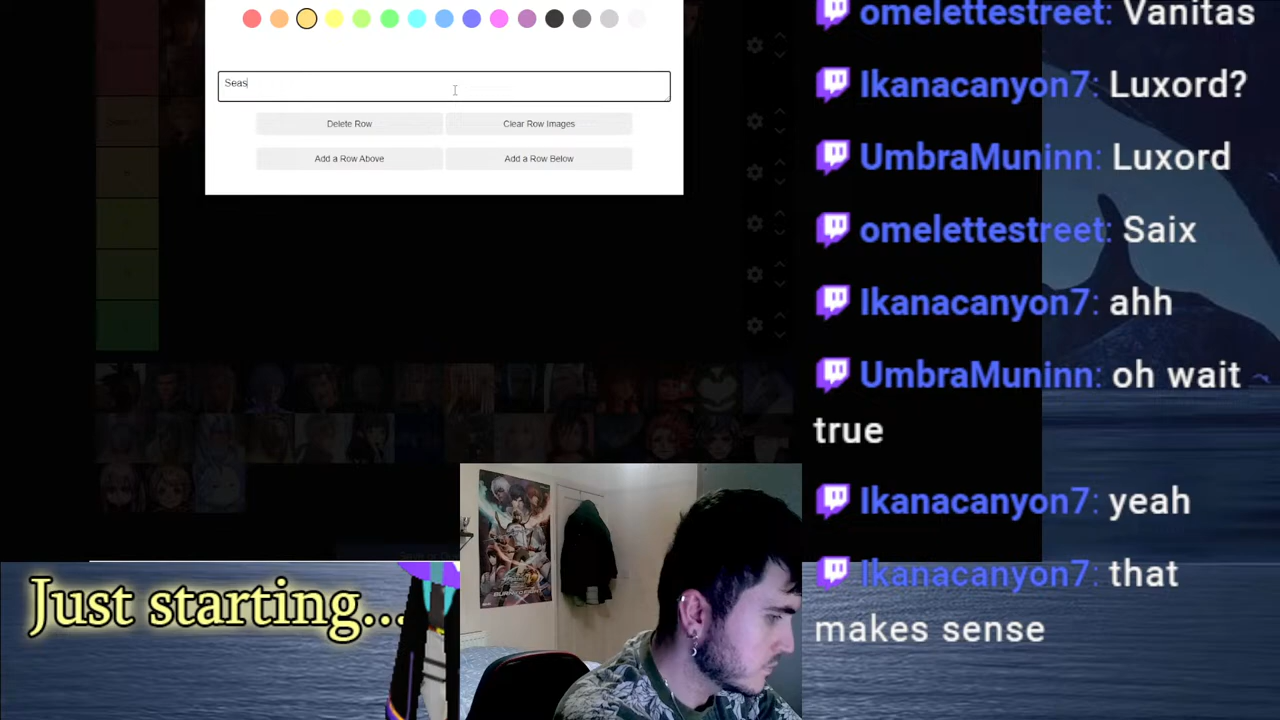 Seas
Delete Row
Clear Row Images
Add a Row Above
Add a Row Below
Just starting...
omelettestreet: Vanitas
Ikanacanyon7: Luxord?
UmbraMuninn: Luxord
omelettestreet: Saix
Ikanacanyon7: ahh
UmbraMuninn: oh wait
true
Ikanacanyon7: yeah
Ikanacanyon7: that
makes sense